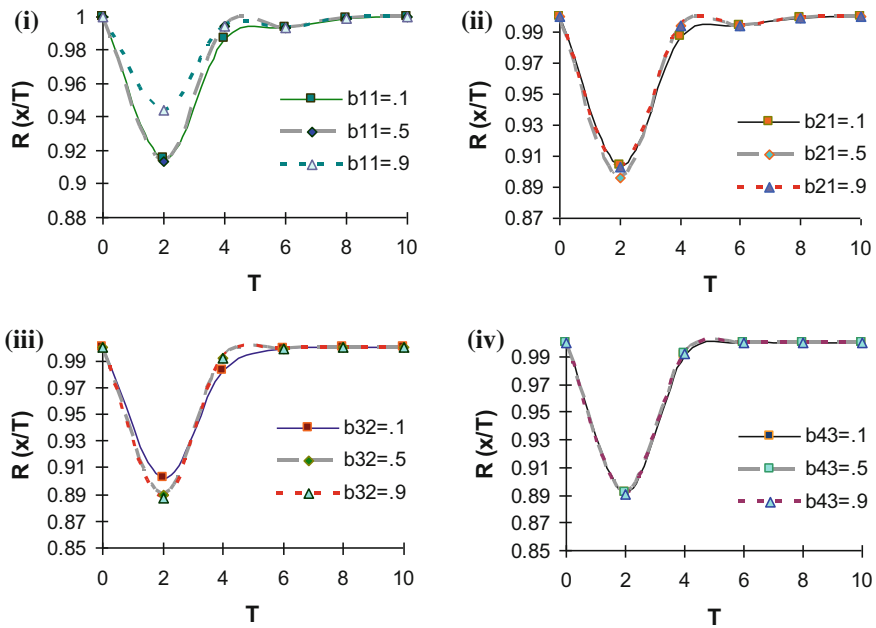 (i)
R (x/T)
1
0.96
0.94
0.92
0.9
0.88
0 2 4 6 8 10
T
b11=.1
b11=.5
b11=.9
(ii)
R (x/T)
0.99
0.97
0.95
0.93
0.91
0.89
0.87
0 2 4 6 8 10
T
b21=.1
b21=.5
b21=.9
(iii)
R (x/T)
0.99
0.97
0.95
0.93
0.91
0.89
0.87
0.85
0 2 4 6 8 10
T
b32=.1
b32=.5
b32=.9
(iv)
R (x/T)
0.99
0.97
0.95
0.93
0.91
0.89
0.87
0.85
0 2 4 6 8 10
T
b43=.1
b43=.5
b43=.9